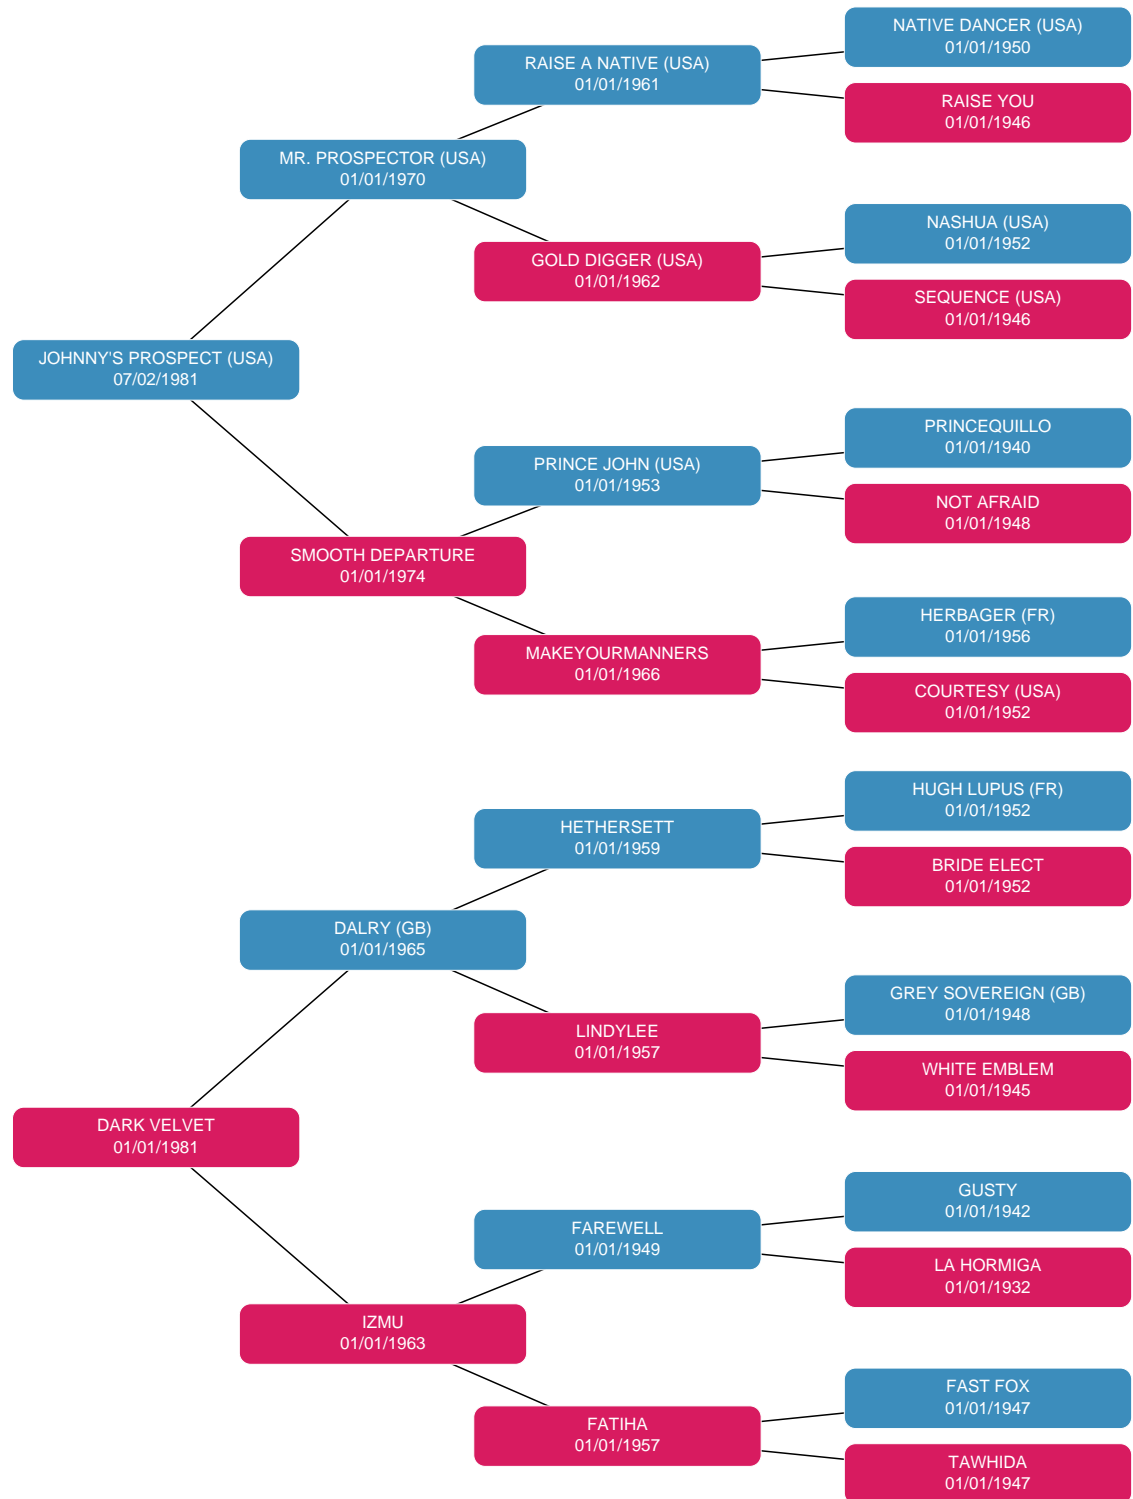 NATIVE DANCER (USA)
01/01/1950
RAISE A NATIVE (USA)
01/01/1961
RAISE YOU
01/01/1946
MR. PROSPECTOR (USA)
01/01/1970
NASHUA (USA)
01/01/1952
GOLD DIGGER (USA)
01/01/1962
SEQUENCE (USA)
01/01/1946
JOHNNY'S PROSPECT (USA)
07/02/1981
PRINCEQUILLO
01/01/1940
PRINCE JOHN (USA)
01/01/1953
NOT AFRAID
01/01/1948
SMOOTH DEPARTURE
01/01/1974
HERBAGER (FR)
01/01/1956
MAKEYOURMANNERS
01/01/1966
COURTESY (USA)
01/01/1952
HUGH LUPUS (FR)
01/01/1952
HETHERSETT
01/01/1959
BRIDE ELECT
01/01/1952
DALRY (GB)
01/01/1965
GREY SOVEREIGN (GB)
01/01/1948
LINDYLEE
01/01/1957
WHITE EMBLEM
01/01/1945
DARK VELVET
01/01/1981
GUSTY
01/01/1942
FAREWELL
01/01/1949
LA HORMIGA
01/01/1932
IZMU
01/01/1963
FAST FOX
01/01/1947
FATIHA
01/01/1957
TAWHIDA
01/01/1947